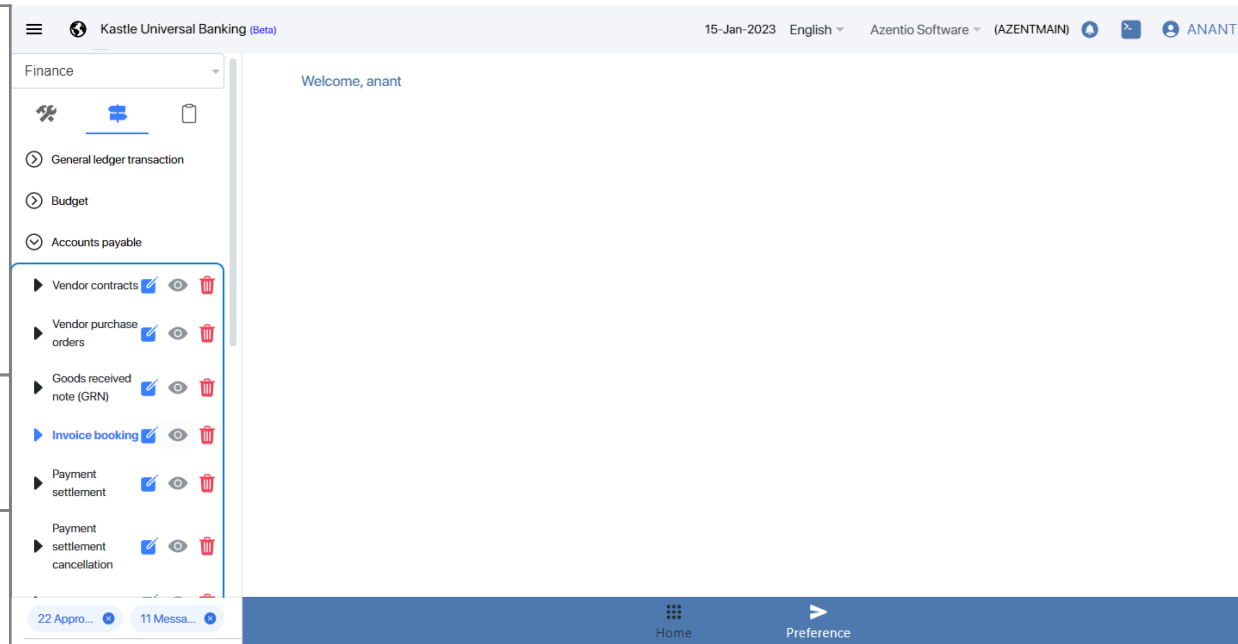 Kastle Universal Banking (Beta)
15-Jan-2023 English Azentio Software (AZENTMAIN) ANANT
Finance
Welcome, anant
General ledger transaction
Budget
Accounts payable
Vendor contracts
Vendor purchase
orders
Goods received
note (GRN)
Invoice booking
Payment
settlement
Payment
settlement
cancellation
22 Appro... 11 Messa...
Home Preference